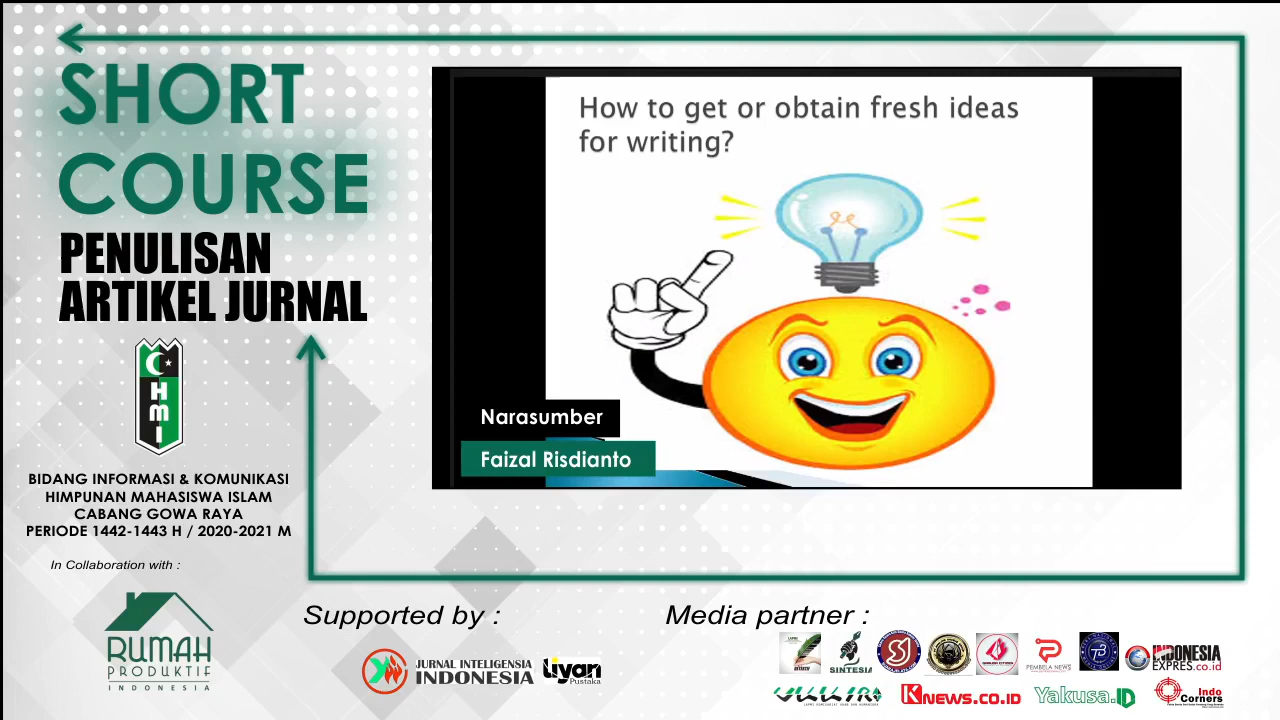 SHORT
COURSE
PENULISAN
ARTIKEL JURNAL
HMI
BIDANG INFORMASI & KOMUNIKASI
HIMPUNAN MAHASISWA ISLAM
CABANG GOWA RAYA
PERIODE 1442-1443 H / 2020-2021 M
In Collaboration with :
RUMAH
PRODUKTIF
INDONESIA
How to get or obtain fresh ideas
for writing?
Narasumber
Faizal Risdianto
Supported by :
JURNAL INTELIGENSIA
INDONESIA
Liyan
Pustaka
Media partner :
SINTESIA
PEMBELA NEWS
INDONESIA
EXPRES.co.id
KNEWS.CO.ID
Yakusa.ID
Indo
Corners